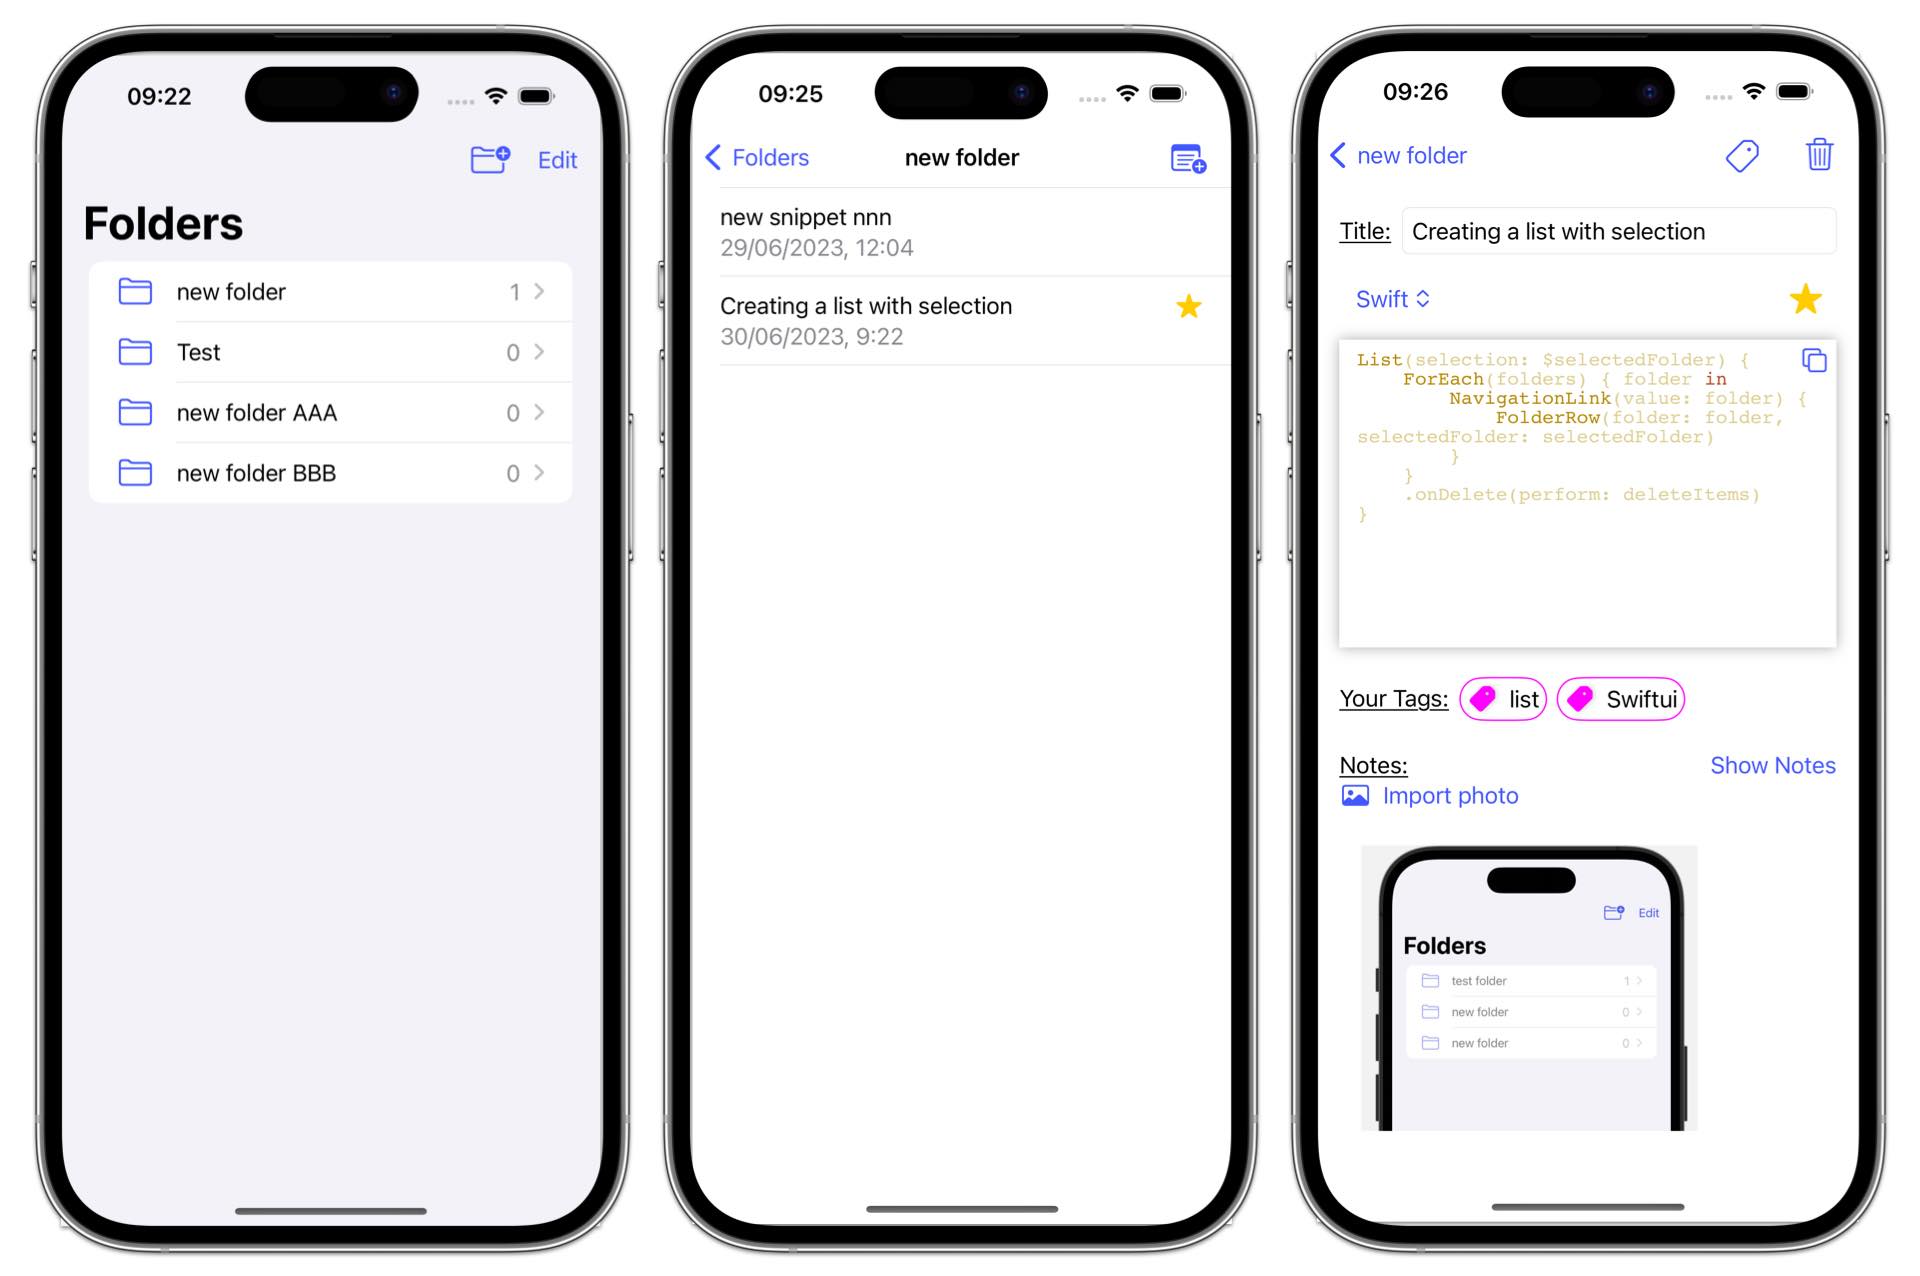 09:22
Edit
Folders
new folder 1
Test 0
new folder AAA 0
new folder BBB 0
09:25
Folders new folder
new snippet nnn
29/06/2023, 12:04
Creating a list with selection
30/06/2023, 9:22
09:26
new folder
Title: Creating a list with selection
Swift
List(selection: $selectedFolder) {
    ForEach(folders) { folder in
        NavigationLink(value: folder) {
            FolderRow(folder: folder,
selectedFolder: selectedFolder)
        }
    }
    .onDelete(perform: deleteItems)
}
Your Tags: list Swiftui
Notes: Show Notes
Import photo
Edit
Folders
test folder 1
new folder 0
new folder 0